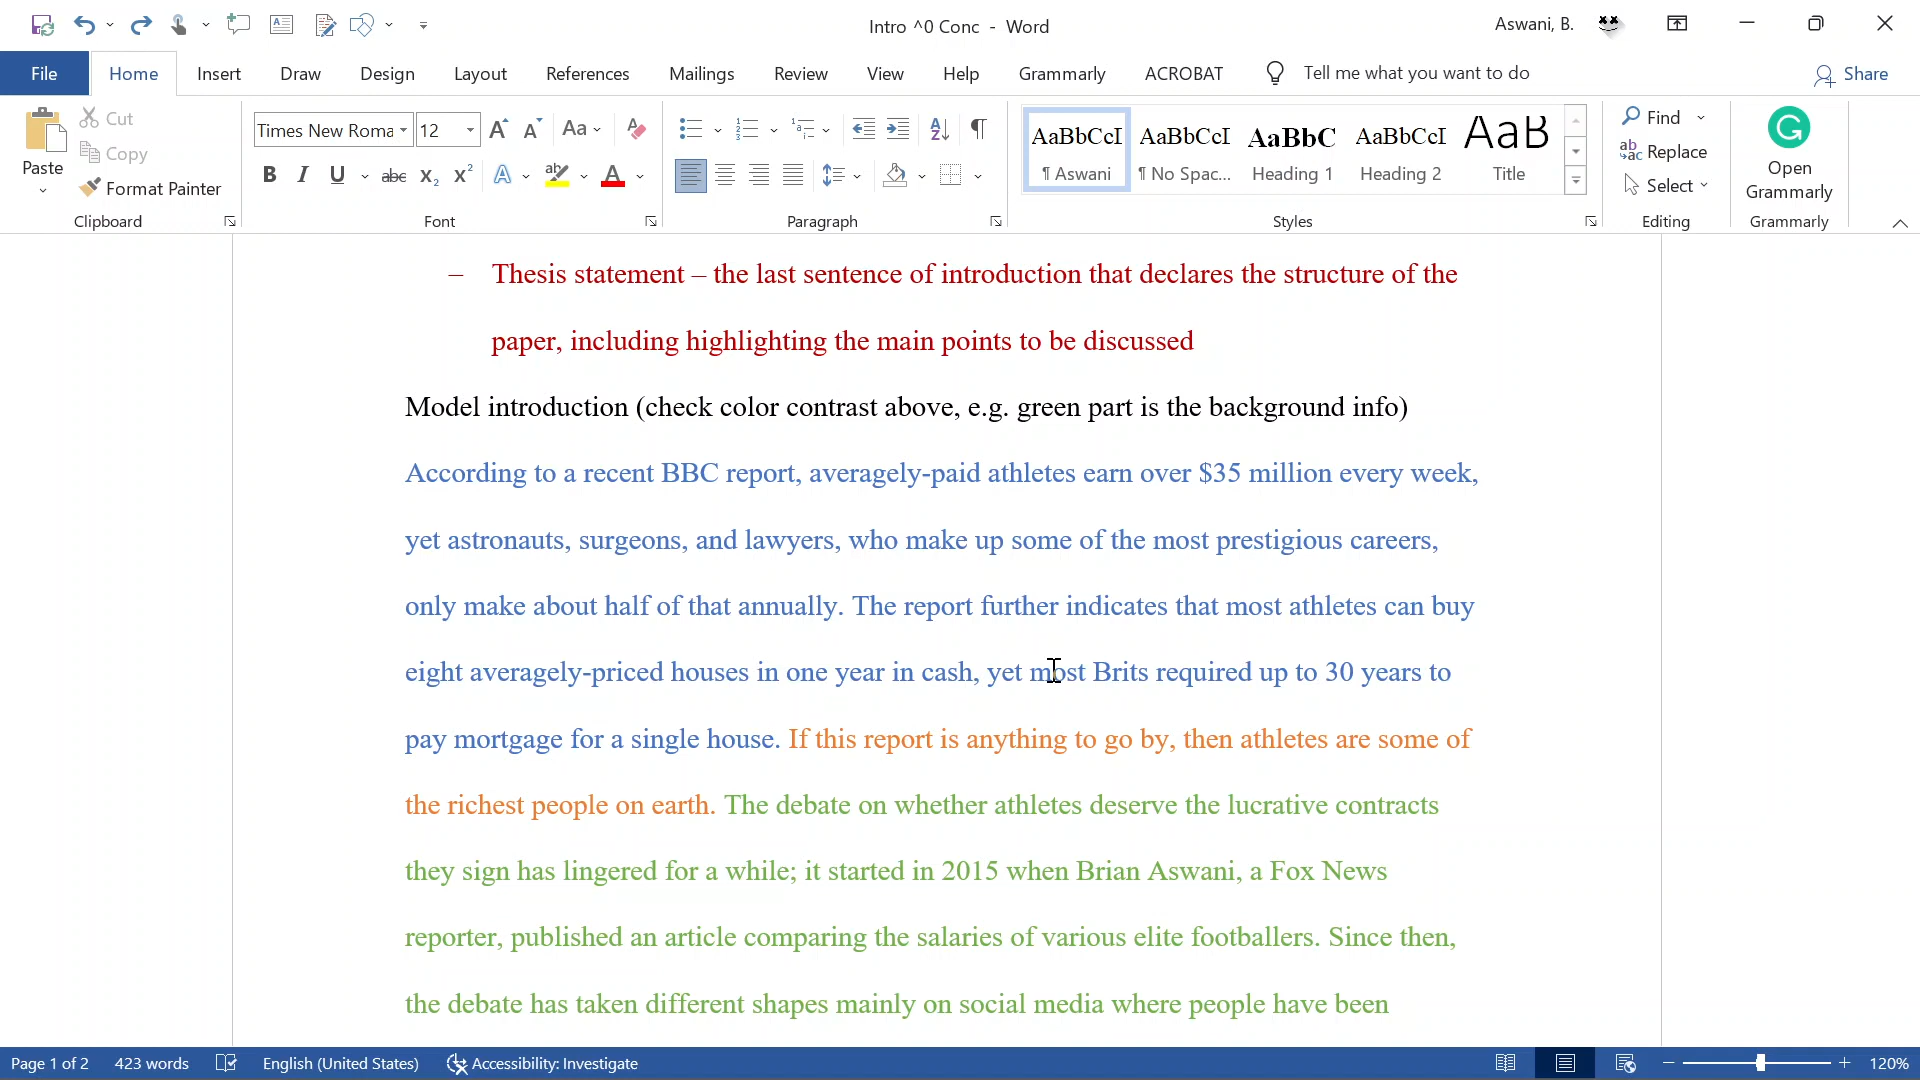 Intro ^0 Conc - Word
Aswani, B.
File Home Insert Draw Design Layout References Mailings Review View Help Grammarly ACROBAT Tell me what you want to do Share
Paste
Cut
Copy
Format Painter
Clipboard
Times New Roma 12
Font
Paragraph
AaBbCcI AaBbCcI AaBbC AaBbCcI AaB
¶ Aswani ¶ No Spac... Heading 1 Heading 2 Title
Styles
Find
Replace
Select
Editing
Open
Grammarly
Grammarly
– Thesis statement – the last sentence of introduction that declares the structure of the
paper, including highlighting the main points to be discussed
Model introduction (check color contrast above, e.g. green part is the background info)
According to a recent BBC report, averagely-paid athletes earn over $35 million every week,
yet astronauts, surgeons, and lawyers, who make up some of the most prestigious careers,
only make about half of that annually. The report further indicates that most athletes can buy
eight averagely-priced houses in one year in cash, yet most Brits required up to 30 years to
pay mortgage for a single house. If this report is anything to go by, then athletes are some of
the richest people on earth. The debate on whether athletes deserve the lucrative contracts
they sign has lingered for a while; it started in 2015 when Brian Aswani, a Fox News
reporter, published an article comparing the salaries of various elite footballers. Since then,
the debate has taken different shapes mainly on social media where people have been
Page 1 of 2 423 words English (United States) Accessibility: Investigate 120%